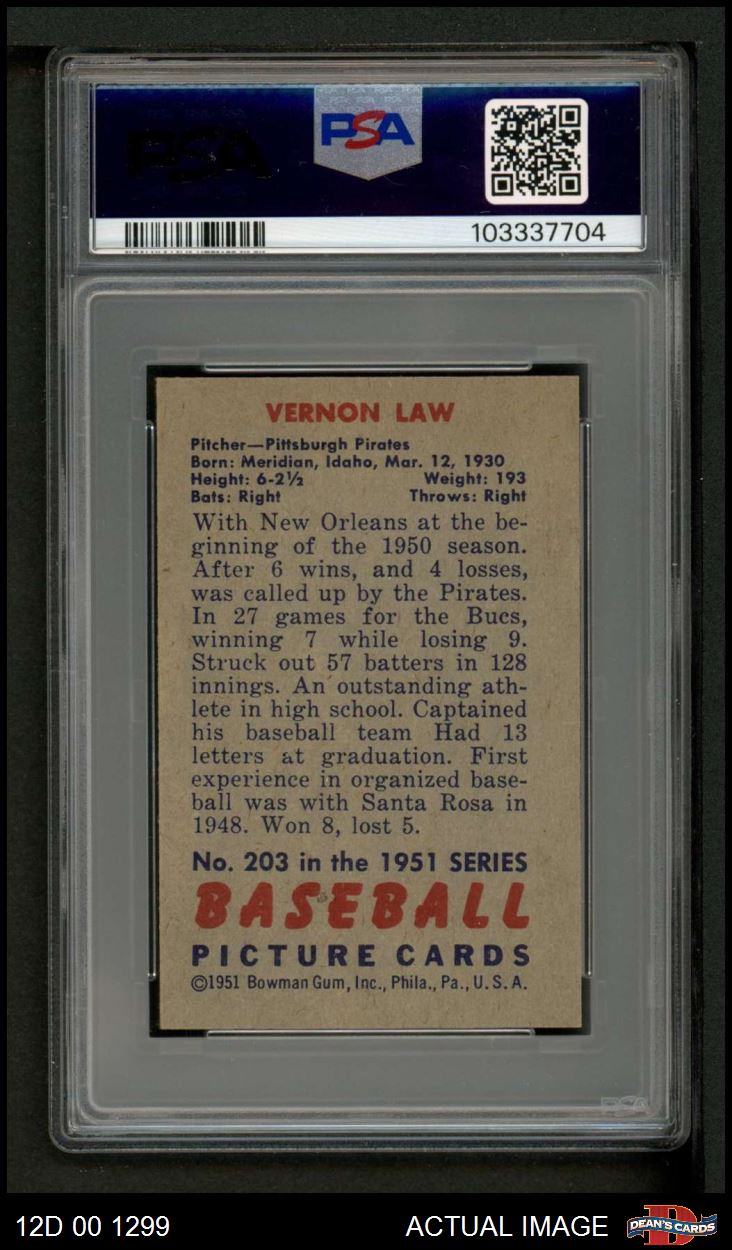 PSA
PSA
103337704
VERNON LAW
Pitcher—Pittsburgh Pirates
Born: Meridian, Idaho, Mar. 12, 1930
Height: 6-2½ Weight: 193
Bats: Right Throws: Right
With New Orleans at the be-
ginning of the 1950 season.
After 6 wins, and 4 losses,
was called up by the Pirates.
In 27 games for the Bucs,
winning 7 while losing 9.
Struck out 57 batters in 128
innings. An outstanding ath-
lete in high school. Captained
his baseball team Had 13
letters at graduation. First
experience in organized base-
ball was with Santa Rosa in
1948. Won 8, lost 5.
No. 203 in the 1951 SERIES
BASEBALL
PICTURE CARDS
©1951 Bowman Gum, Inc., Phila., Pa., U.S.A.
PSA
12D 00 1299 ACTUAL IMAGE DEAN'S CARDS